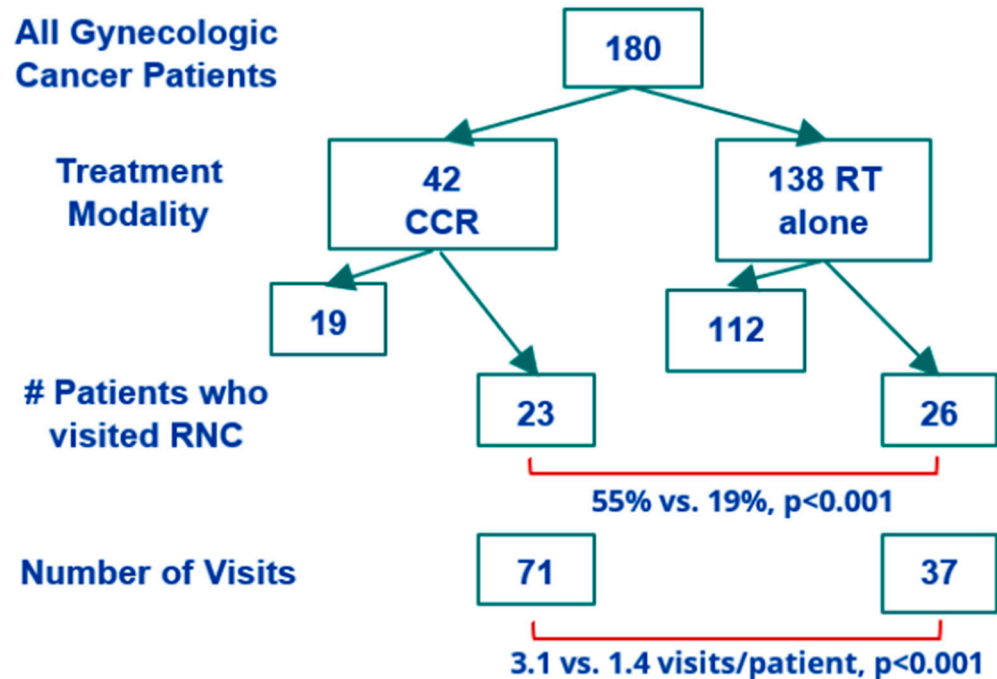 All Gynecologic
Cancer Patients
180
Treatment
Modality
42
CCR
138 RT
alone
19
112
# Patients who
visited RNC
23
26
55% vs. 19%, p<0.001
Number of Visits
71
37
3.1 vs. 1.4 visits/patient, p<0.001